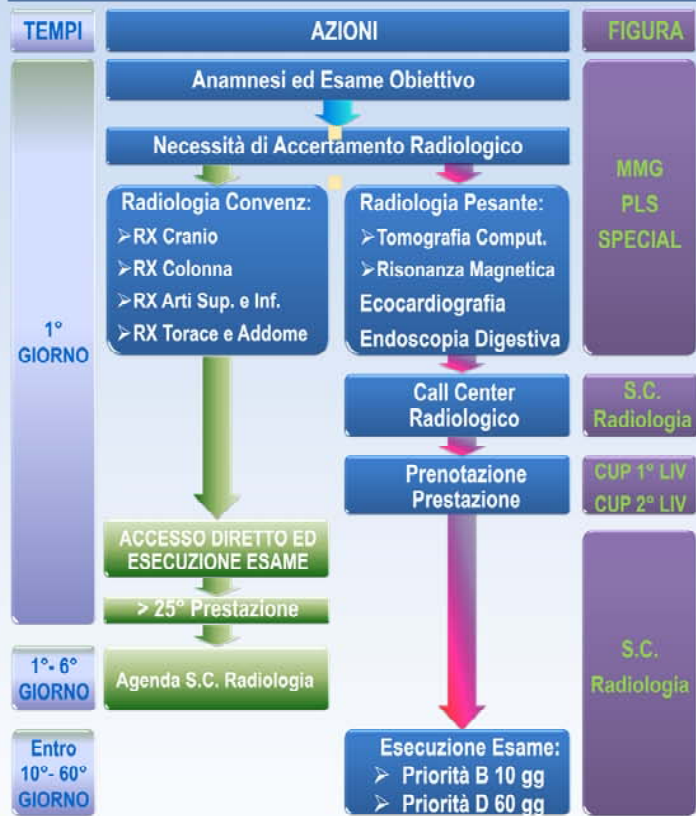 TEMPI
AZIONI
FIGURA
Anamnesi ed Esame Obiettivo
Necessità di Accertamento Radiologico
Radiologia Convenz:
➢RX Cranio
➢RX Colonna
➢RX Arti Sup. e Inf.
➢RX Torace e Addome
Radiologia Pesante:
➢Tomografia Comput.
➢Risonanza Magnetica
Ecocardiografia
Endoscopia Digestiva
MMG
PLS
SPECIAL
1°
GIORNO
Call Center
Radiologico
S.C.
Radiologia
Prenotazione
Prestazione
CUP 1° LIV
CUP 2° LIV
ACCESSO DIRETTO ED
ESECUZIONE ESAME
> 25° Prestazione
1°- 6°
GIORNO
Agenda S.C. Radiologia
S.C.
Radiologia
Entro
10°- 60°
GIORNO
Esecuzione Esame:
➢ Priorità B 10 gg
➢ Priorità D 60 gg